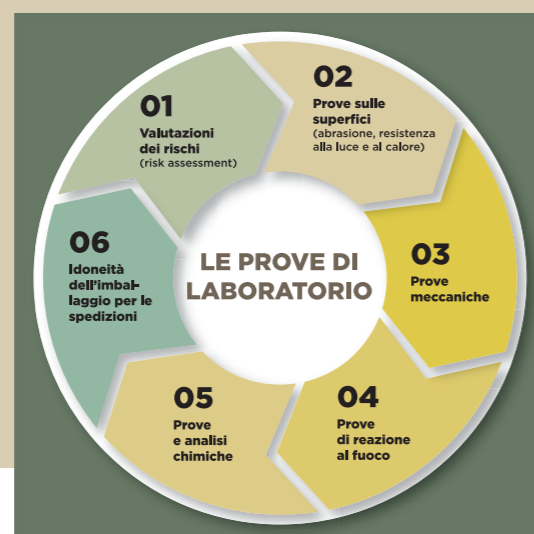 LE PROVE DI
LABORATORIO
01
Valutazioni
dei rischi
(risk assessment)
02
Prove sulle
superfici
(abrasione, resistenza
alla luce e al calore)
03
Prove
meccaniche
04
Prove
di reazione
al fuoco
05
Prove
e analisi
chimiche
06
Idoneità
dell'imbal-
laggio per le
spedizioni